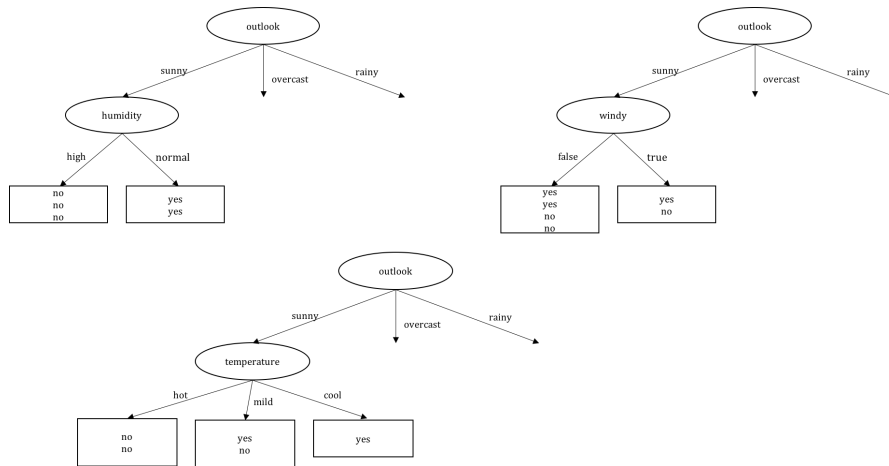 outlook
sunny
overcast
rainy
humidity
high
normal
no
no
no
yes
yes
outlook
sunny
overcast
rainy
windy
false
true
yes
yes
no
no
yes
no
outlook
sunny
overcast
rainy
temperature
hot
mild
cool
no
no
yes
no
yes